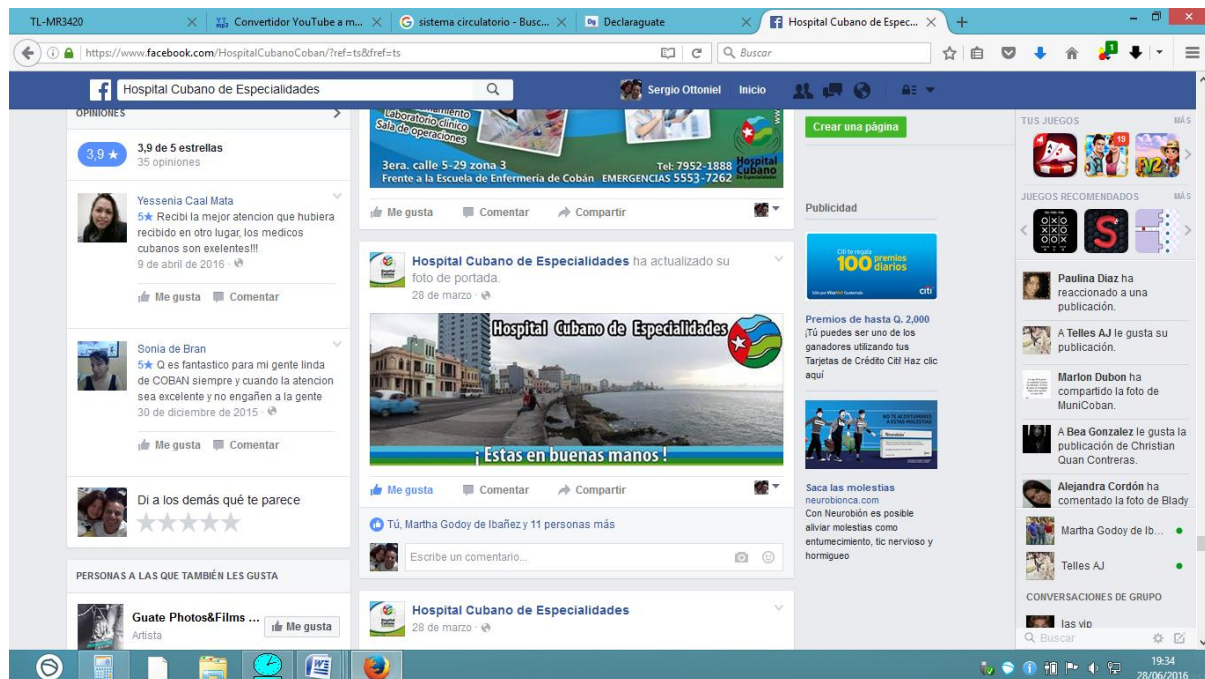 TL-MR3420
Convertidor YouTube a m...
sistema circulatorio - Busc...
Declaraguate
Hospital Cubano de Espec...
https://www.facebook.com/HospitalCubanoCoban/?ref=ts&fref=ts
Buscar
Hospital Cubano de Especialidades
Sergio Ottoniel
Inicio
OPINIONES
3,9 ★
3,9 de 5 estrellas
35 opiniones
Yessenia Caal Mata
5★ Recibí la mejor atencion que hubiera
recibido en otro lugar, los medicos
cubanos son exelentes!!!
9 de abril de 2016
Me gusta Comentar
Sonia de Bran
5★ Q es fantastico para mi gente linda
de COBAN siempre y cuando la atencion
sea excelente y no engañen a la gente
30 de diciembre de 2015
Me gusta Comentar
Di a los demás qué te parece
PERSONAS A LAS QUE TAMBIÉN LES GUSTA
Guate Photos&Films ...
Artista
Me gusta
Laboratorio clínico
Sala de operaciones
3era. calle 5-29 zona 3
Frente a la Escuela de Enfermería de Cobán
Tel: 7952-1888
EMERGENCIAS 5553-7262
Hospital
Cubano
Me gusta Comentar Compartir
Hospital Cubano de Especialidades ha actualizado su
foto de portada.
28 de marzo
Hospital Cubano de Especialidades
¡ Estas en buenas manos !
Me gusta Comentar Compartir
Tú, Martha Godoy de Ibañez y 11 personas más
Escribe un comentario...
Hospital Cubano de Especialidades
28 de marzo
Crear una página
Publicidad
Citi te regala
100 premios
diarios
citi
Premios de hasta Q. 2,000
¡Tú puedes ser uno de los
ganadores utilizando tus
Tarjetas de Crédito Citi! Haz clic
aquí
NO TE ACOSTUMBRES
A ESTAS MOLESTIAS
Saca las molestias
neurobionca.com
Con Neurobión es posible
aliviar molestias como
entumecimiento, tic nervioso y
hormigueo
TUS JUEGOS
MÁS
19
JUEGOS RECOMENDADOS
MÁS
Paulina Diaz ha
reaccionado a una
publicación.
A Telles AJ le gusta su
publicación.
Marlon Dubon ha
compartido la foto de
MuniCoban.
A Bea Gonzalez le gusta la
publicación de Christian
Quan Contreras.
Alejandra Cordón ha
comentado la foto de Blady
Martha Godoy de Ib...
Telles AJ
CONVERSACIONES DE GRUPO
las vip
Buscar
19:34
28/06/2016